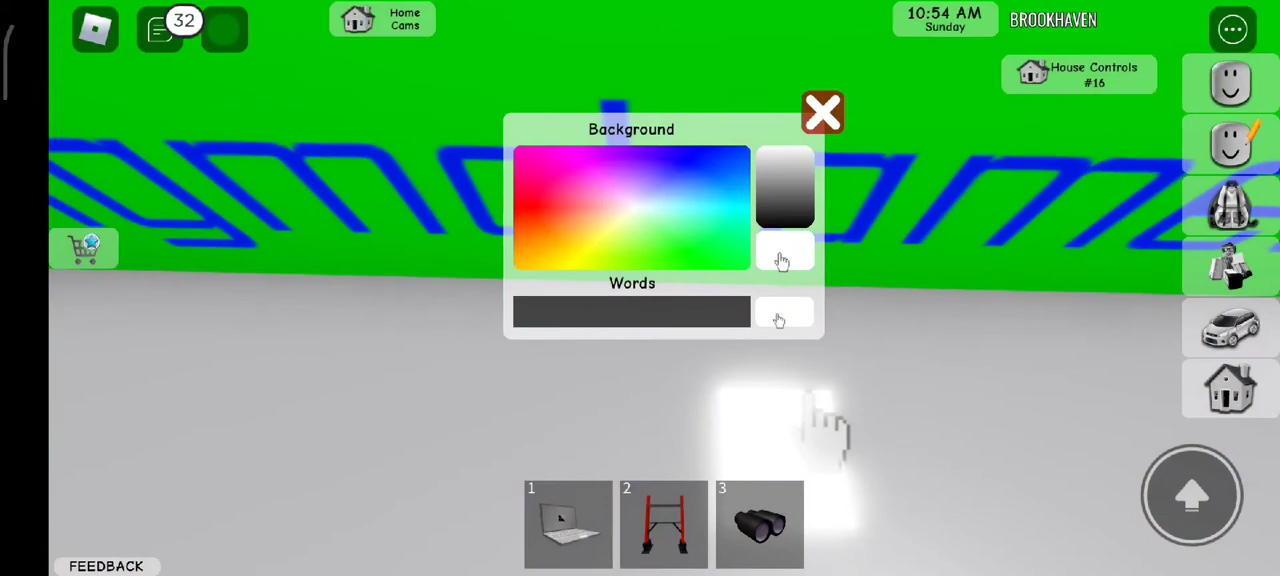 32
Home
Cams
10:54 AM
Sunday
BROOKHAVEN
House Controls
#16
Background
Words
1
2
3
FEEDBACK